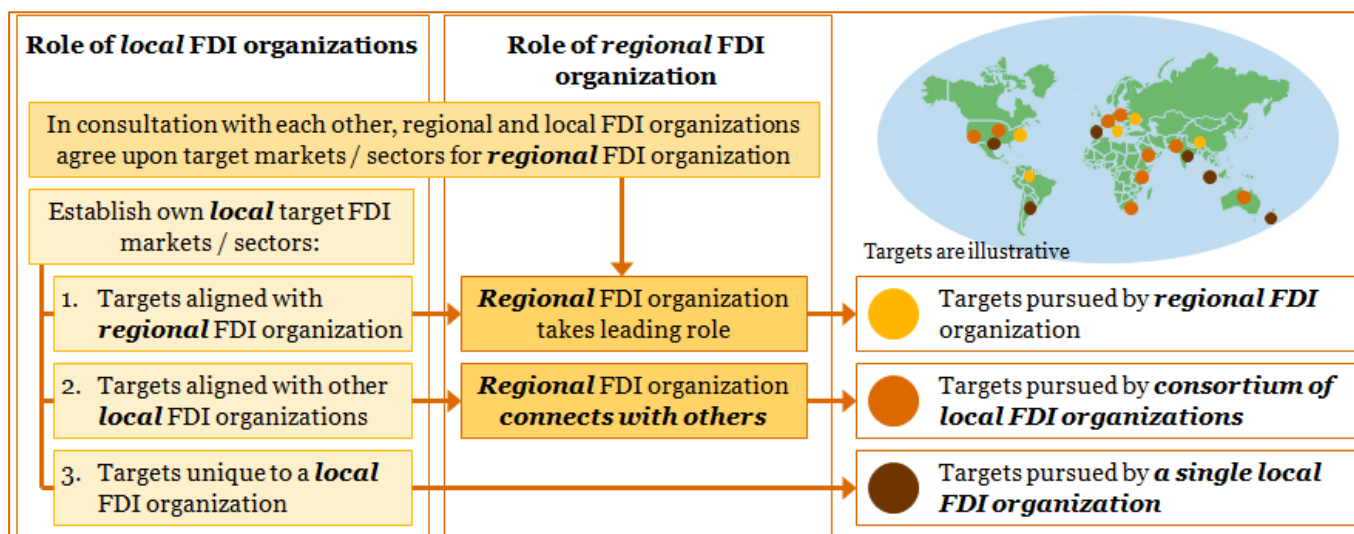 Role of local FDI organizations
Role of regional FDI
organization
In consultation with each other, regional and local FDI organizations
agree upon target markets / sectors for regional FDI organization
Establish own local target FDI
markets / sectors:
Targets are illustrative
1. Targets aligned with
regional FDI organization
Regional FDI organization
takes leading role
Targets pursued by regional FDI
organization
2. Targets aligned with other
local FDI organizations
Regional FDI organization
connects with others
Targets pursued by consortium of
local FDI organizations
3. Targets unique to a local
FDI organization
Targets pursued by a single local
FDI organization